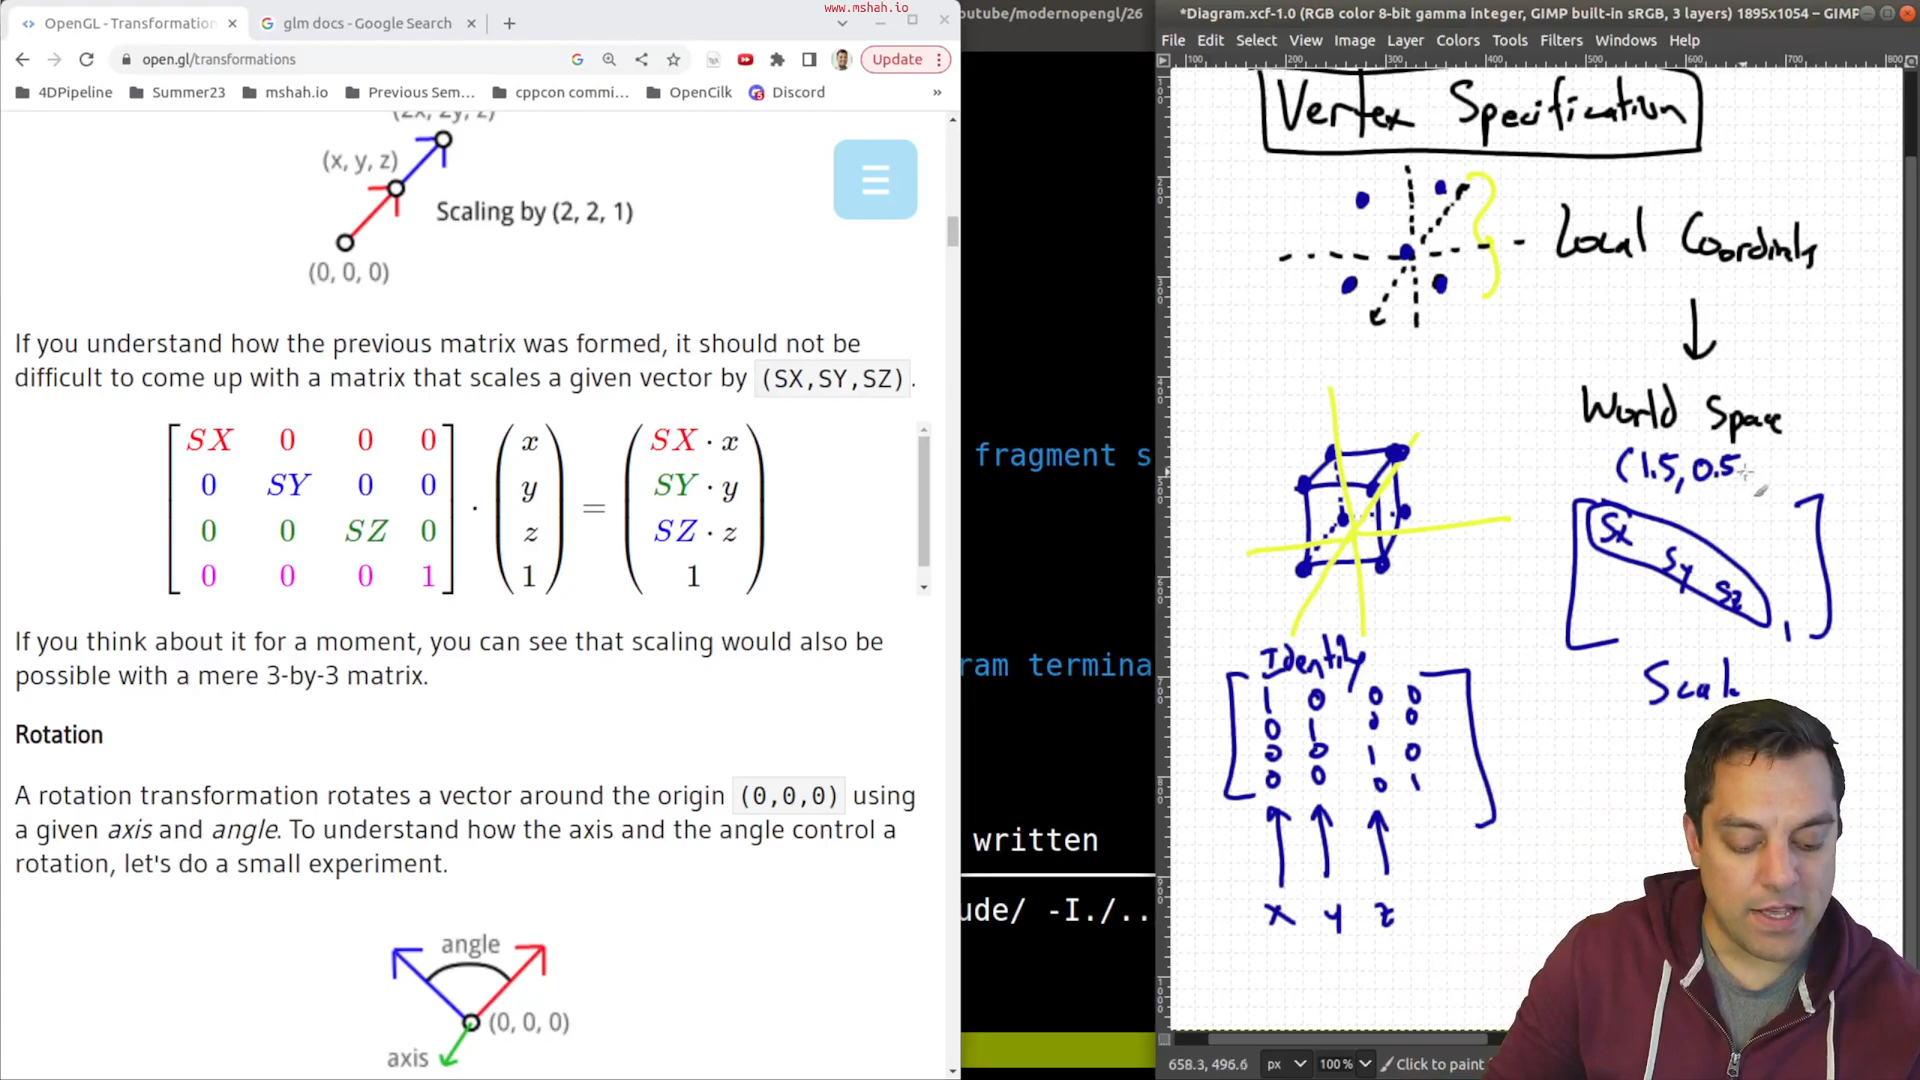 www.mshah.io
OpenGL - Transformation
glm docs - Google Search
open.gl/transformations
Update
4DPipeline
Summer23
mshah.io
Previous Sem...
cppcon commi...
OpenCilk
Discord
»
(2x, 2y, z)
(x, y, z)
Scaling by (2, 2, 1)
(0, 0, 0)
If you understand how the previous matrix was formed, it should not be
difficult to come up with a matrix that scales a given vector by (SX,SY,SZ) .
SX 0 0 0 x SX · x
0 SY 0 0 y SY · y
· =
0 0 SZ 0 z SZ · z
0 0 0 1 1 1
If you think about it for a moment, you can see that scaling would also be
possible with a mere 3-by-3 matrix.
Rotation
A rotation transformation rotates a vector around the origin (0,0,0) using
a given axis and angle. To understand how the axis and the angle control a
rotation, let's do a small experiment.
angle
(0, 0, 0)
axis
outube/modernopengl/26
fragment s
ram termina
written
ude/ -I./..
*Diagram.xcf-1.0 (RGB color 8-bit gamma integer, GIMP built-in sRGB, 3 layers) 1895x1054 – GIMP
File Edit Select View Image Layer Colors Tools Filters Windows Help
100 200 300 400 500 600 700 800
Vertex Specification
- Local
World Space
(1.5, 0.5
Sx
Sy
Sz
1
Identity
1 0 0 0
0 1 0 0
0 0 1 0
0 0 0 1
x y z
658.3, 496.6
px
100%
Click to paint